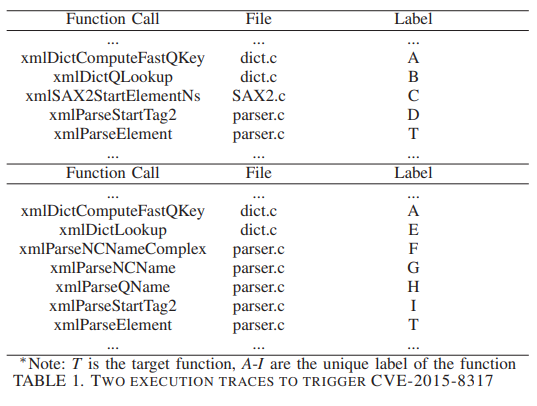 Function Call File Label
... ... ...
xmlDictComputeFastQKey dict.c A
xmlDictQLookup dict.c B
xmlSAX2StartElementNs SAX2.c C
xmlParseStartTag2 parser.c D
xmlParseElement parser.c T
... ... ...
Function Call File Label
... ... ...
xmlDictComputeFastQKey dict.c A
xmlDictLookup dict.c E
xmlParseNCNameComplex parser.c F
xmlParseNCName parser.c G
xmlParseQName parser.c H
xmlParseStartTag2 parser.c I
xmlParseElement parser.c T
... ... ...
*Note: T is the target function, A-I are the unique label of the function
TABLE 1. TWO EXECUTION TRACES TO TRIGGER CVE-2015-8317